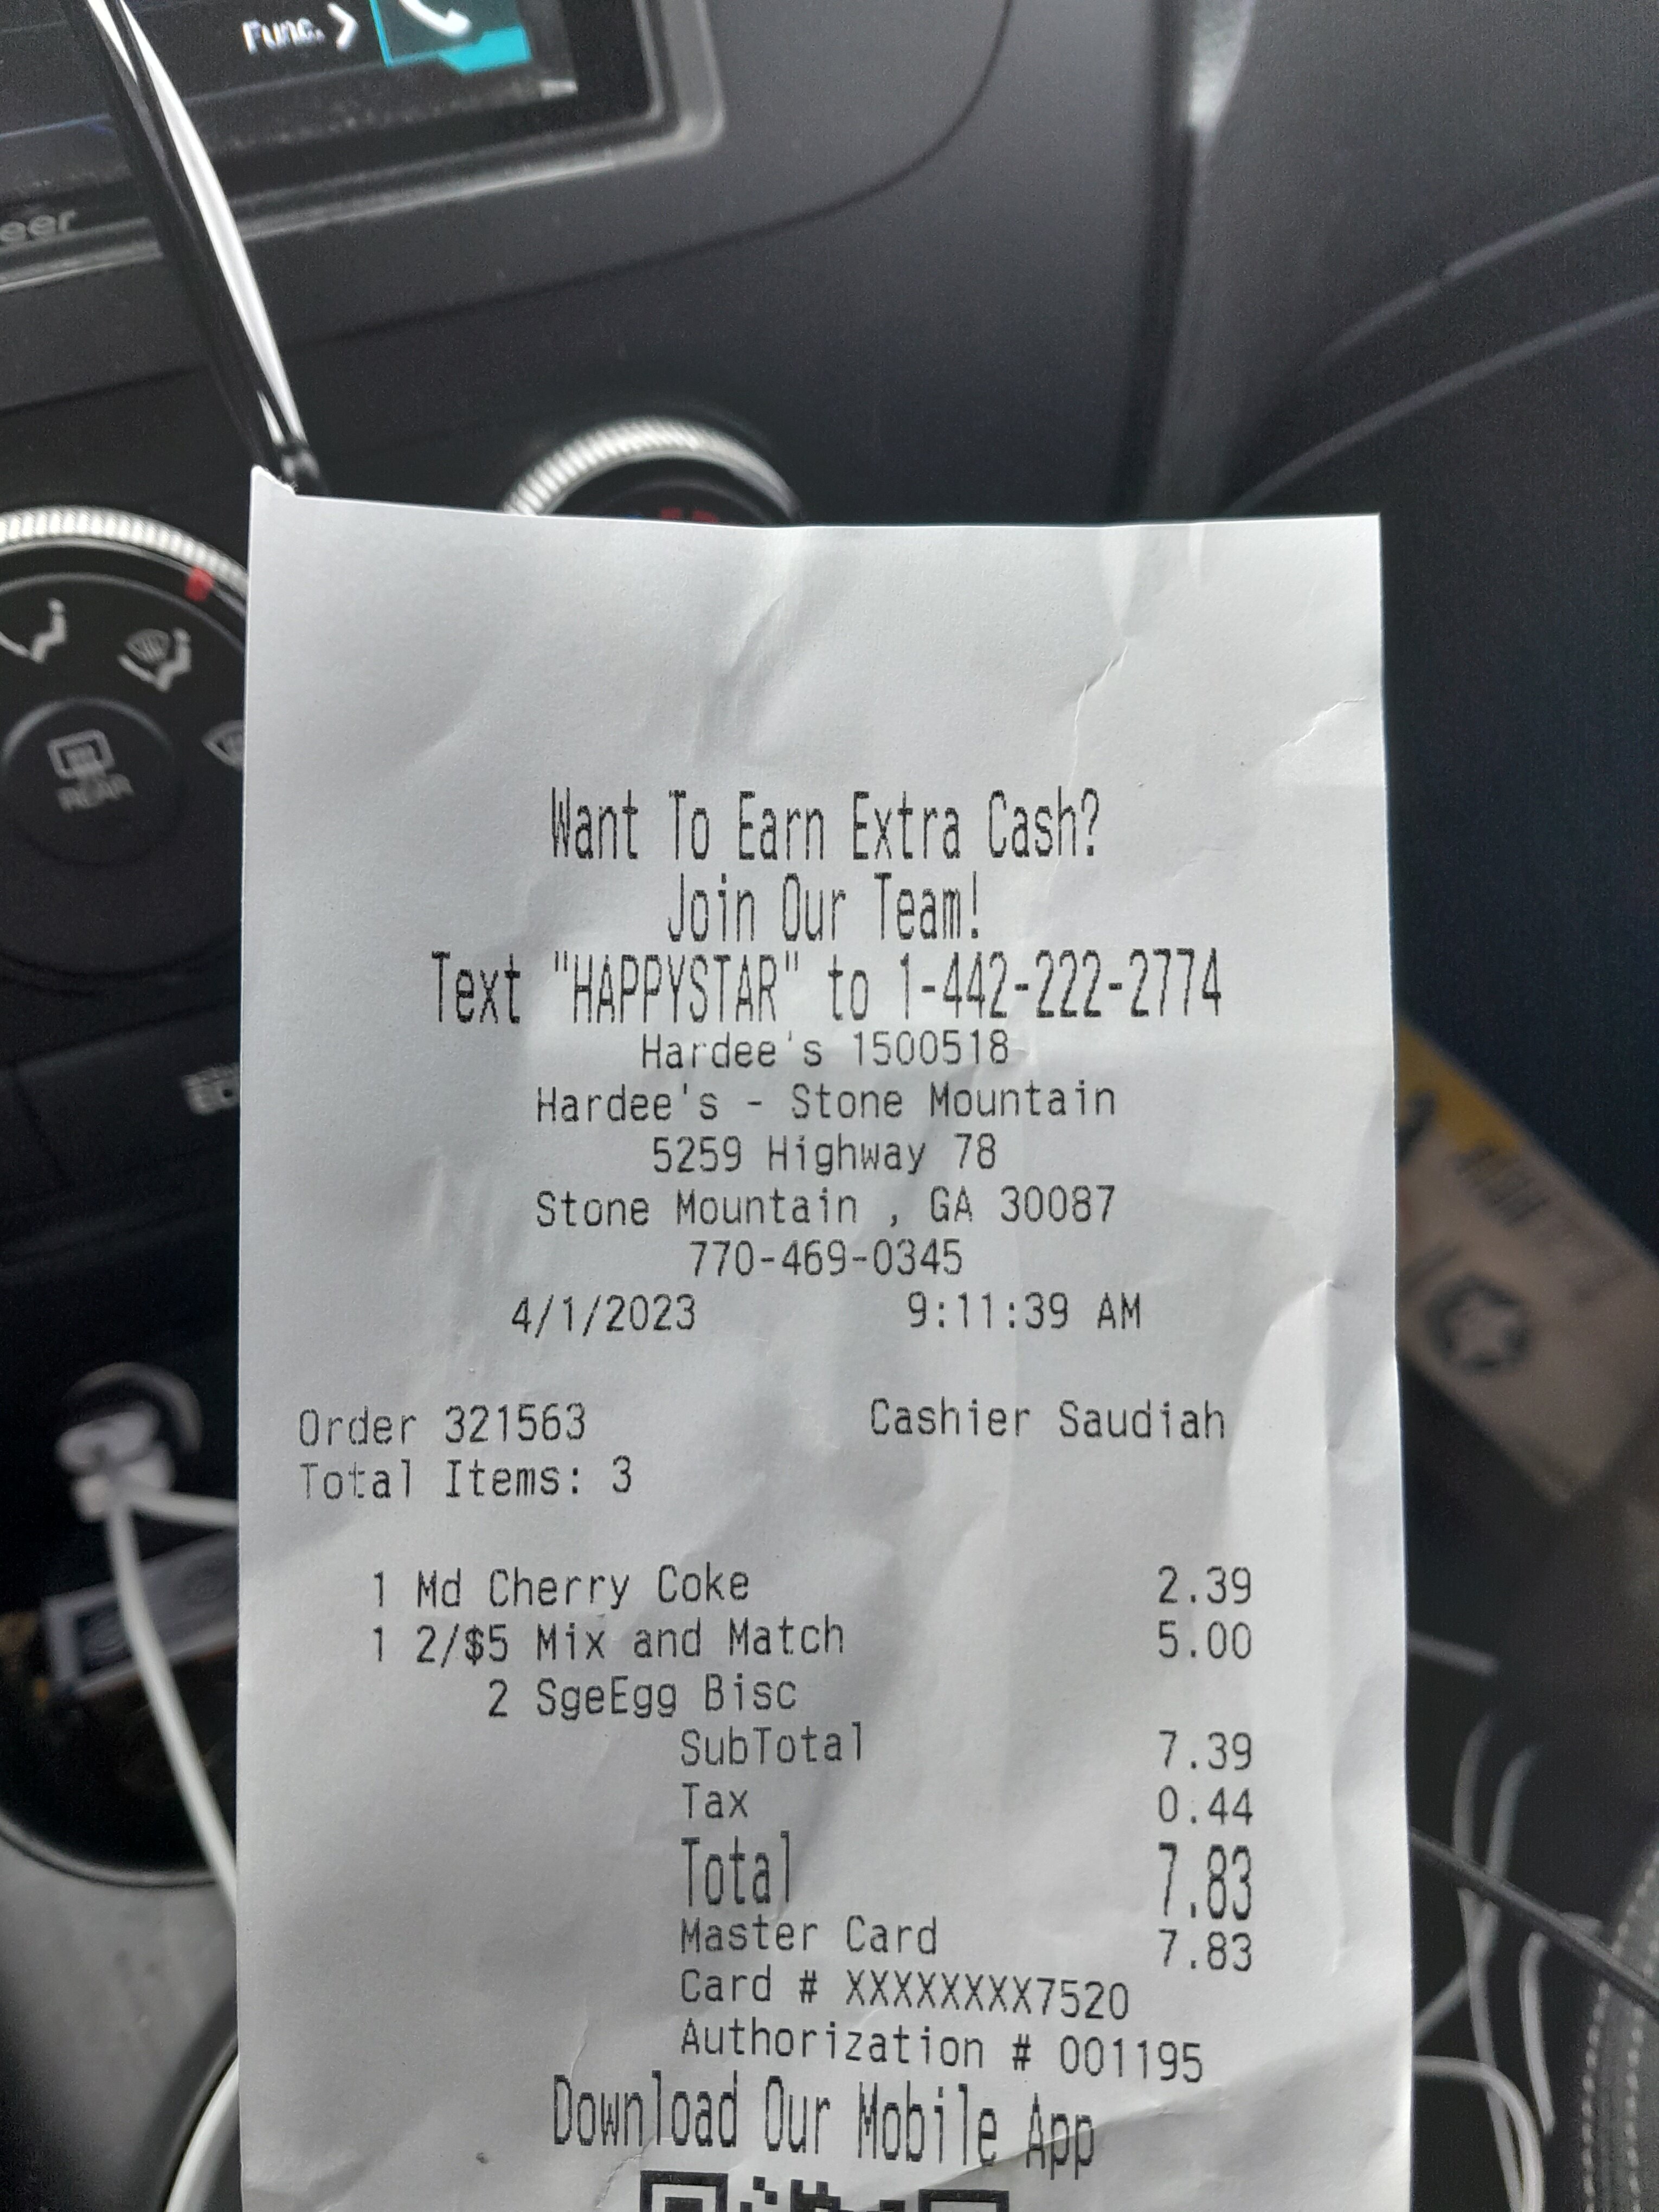 Func. >
eer
REAR
Want To Earn Extra Cash?
Join Our Team!
Text "HAPPYSTAR" to 1-442-222-2774
Hardee's 1500518
Hardee's - Stone Mountain
5259 Highway 78
Stone Mountain , GA 30087
770-469-0345
4/1/2023 9:11:39 AM
Order 321563 Cashier Saudiah
Total Items: 3
1 Md Cherry Coke 2.39
1 2/$5 Mix and Match 5.00
2 SgeEgg Bisc
SubTotal 7.39
Tax 0.44
Total 7.83
Master Card 7.83
Card # XXXXXXXX7520
Authorization # 001195
Download Our Mobile App